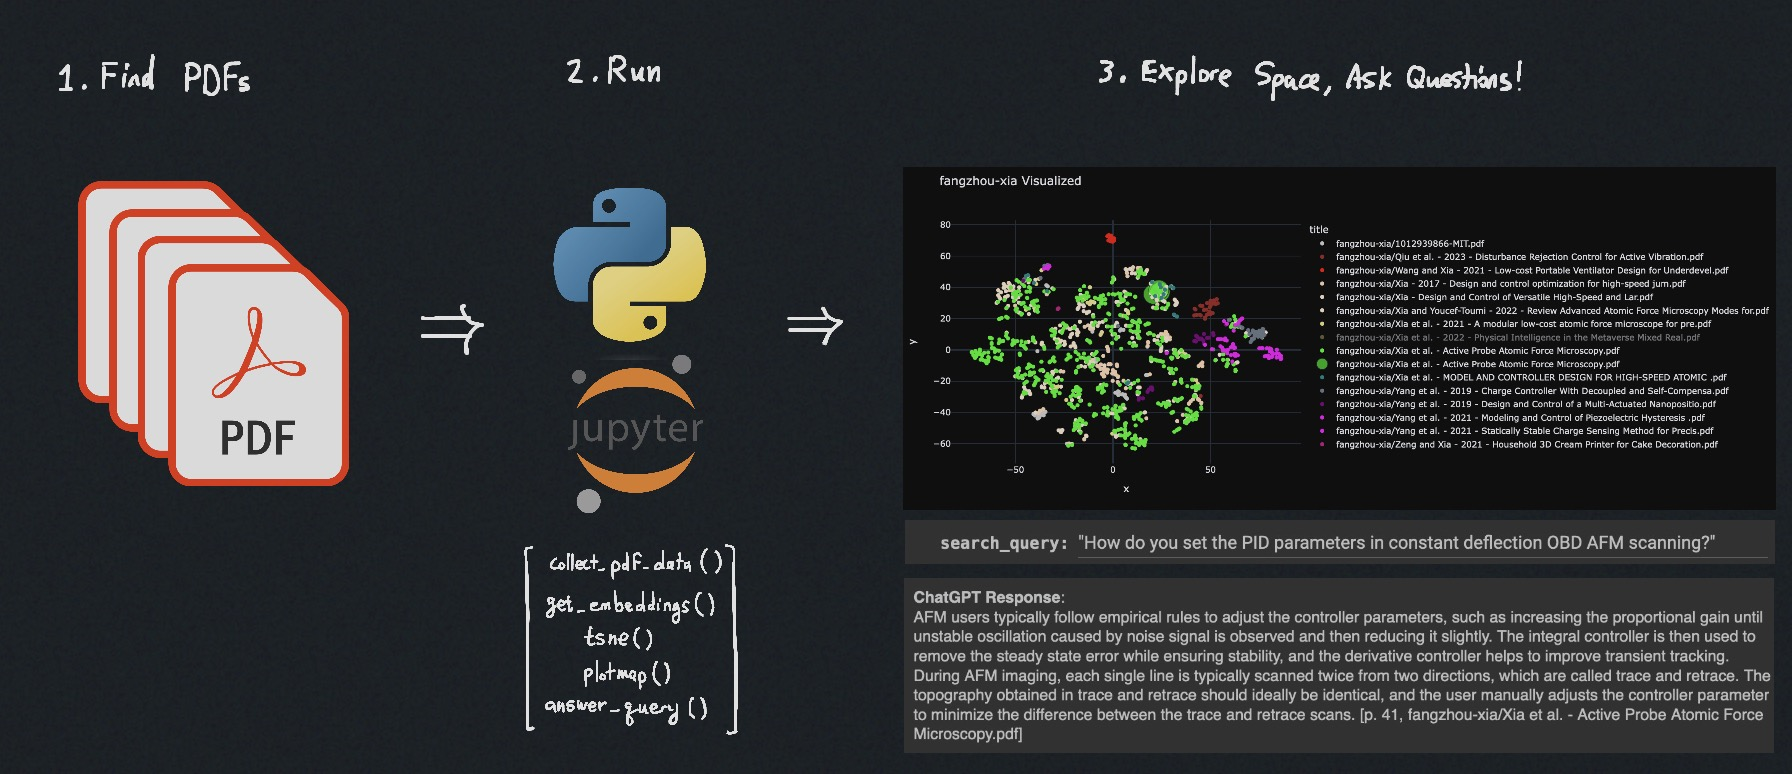 1. Find PDFs
2. Run
3. Explore Space, Ask Questions!
PDF
jupyter
collect_pdf_data()
get_embeddings()
tsne()
plotmap()
answer_query()
fangzhou-xia Visualized
80
60
40
20
0
−20
−40
−60
y
−50
0
50
x
title
fangzhou-xia/1012939866-MIT.pdf
fangzhou-xia/Qiu et al. - 2023 - Disturbance Rejection Control for Active Vibration.pdf
fangzhou-xia/Wang and Xia - 2021 - Low-cost Portable Ventilator Design for Underdevel.pdf
fangzhou-xia/Xia - 2017 - Design and control optimization for high-speed jum.pdf
fangzhou-xia/Xia - Design and Control of Versatile High-Speed and Lar.pdf
fangzhou-xia/Xia and Youcef-Toumi - 2022 - Review Advanced Atomic Force Microscopy Modes for.pdf
fangzhou-xia/Xia et al. - 2021 - A modular low-cost atomic force microscope for pre.pdf
fangzhou-xia/Xia et al. - 2022 - Physical Intelligence in the Metaverse Mixed Real.pdf
fangzhou-xia/Xia et al. - Active Probe Atomic Force Microscopy.pdf
fangzhou-xia/Xia et al. - Active Probe Atomic Force Microscopy.pdf
fangzhou-xia/Xia et al. - MODEL AND CONTROLLER DESIGN FOR HIGH-SPEED ATOMIC .pdf
fangzhou-xia/Yang et al. - 2019 - Charge Controller With Decoupled and Self-Compensa.pdf
fangzhou-xia/Yang et al. - 2019 - Design and Control of a Multi-Actuated Nanopositio.pdf
fangzhou-xia/Yang et al. - 2021 - Modeling and Control of Piezoelectric Hysteresis .pdf
fangzhou-xia/Yang et al. - 2021 - Statically Stable Charge Sensing Method for Precis.pdf
fangzhou-xia/Zeng and Xia - 2021 - Household 3D Cream Printer for Cake Decoration.pdf
search_query: "How do you set the PID parameters in constant deflection OBD AFM scanning?"
ChatGPT Response:
AFM users typically follow empirical rules to adjust the controller parameters, such as increasing the proportional gain until
unstable oscillation caused by noise signal is observed and then reducing it slightly. The integral controller is then used to
remove the steady state error while ensuring stability, and the derivative controller helps to improve transient tracking.
During AFM imaging, each single line is typically scanned twice from two directions, which are called trace and retrace. The
topography obtained in trace and retrace should ideally be identical, and the user manually adjusts the controller parameter
to minimize the difference between the trace and retrace scans. [p. 41, fangzhou-xia/Xia et al. - Active Probe Atomic Force
Microscopy.pdf]